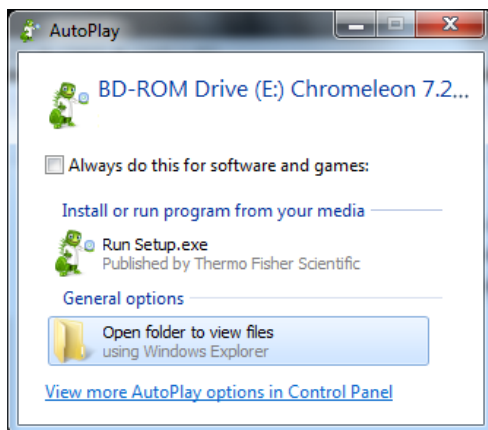 AutoPlay
BD-ROM Drive (E:) Chromeleon 7.2...
Always do this for software and games:
Install or run program from your media
Run Setup.exe
Published by Thermo Fisher Scientific
General options
Open folder to view files
using Windows Explorer
View more AutoPlay options in Control Panel